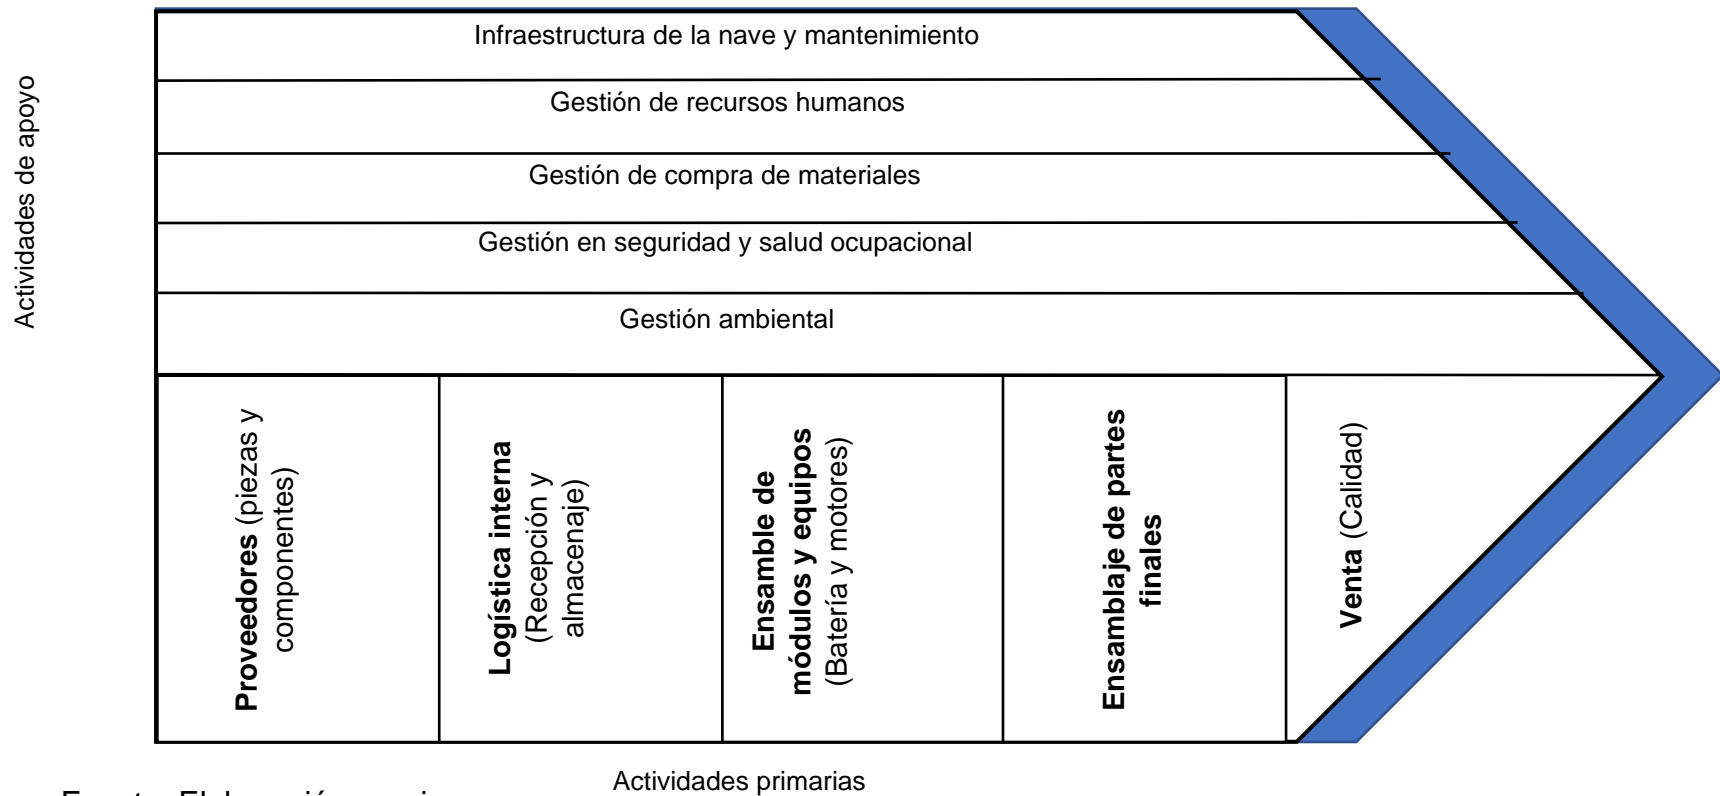 Infraestructura de la nave y mantenimiento
Gestión de recursos humanos
Gestión de compra de materiales
Gestión en seguridad y salud ocupacional
Gestión ambiental
Actividades de apoyo
Proveedores (piezas y
componentes)
Logística interna
(Recepción y
almacenaje)
Ensamble de
módulos y equipos
(Batería y motores)
Ensamblaje de partes
finales
Venta (Calidad)
Actividades primarias